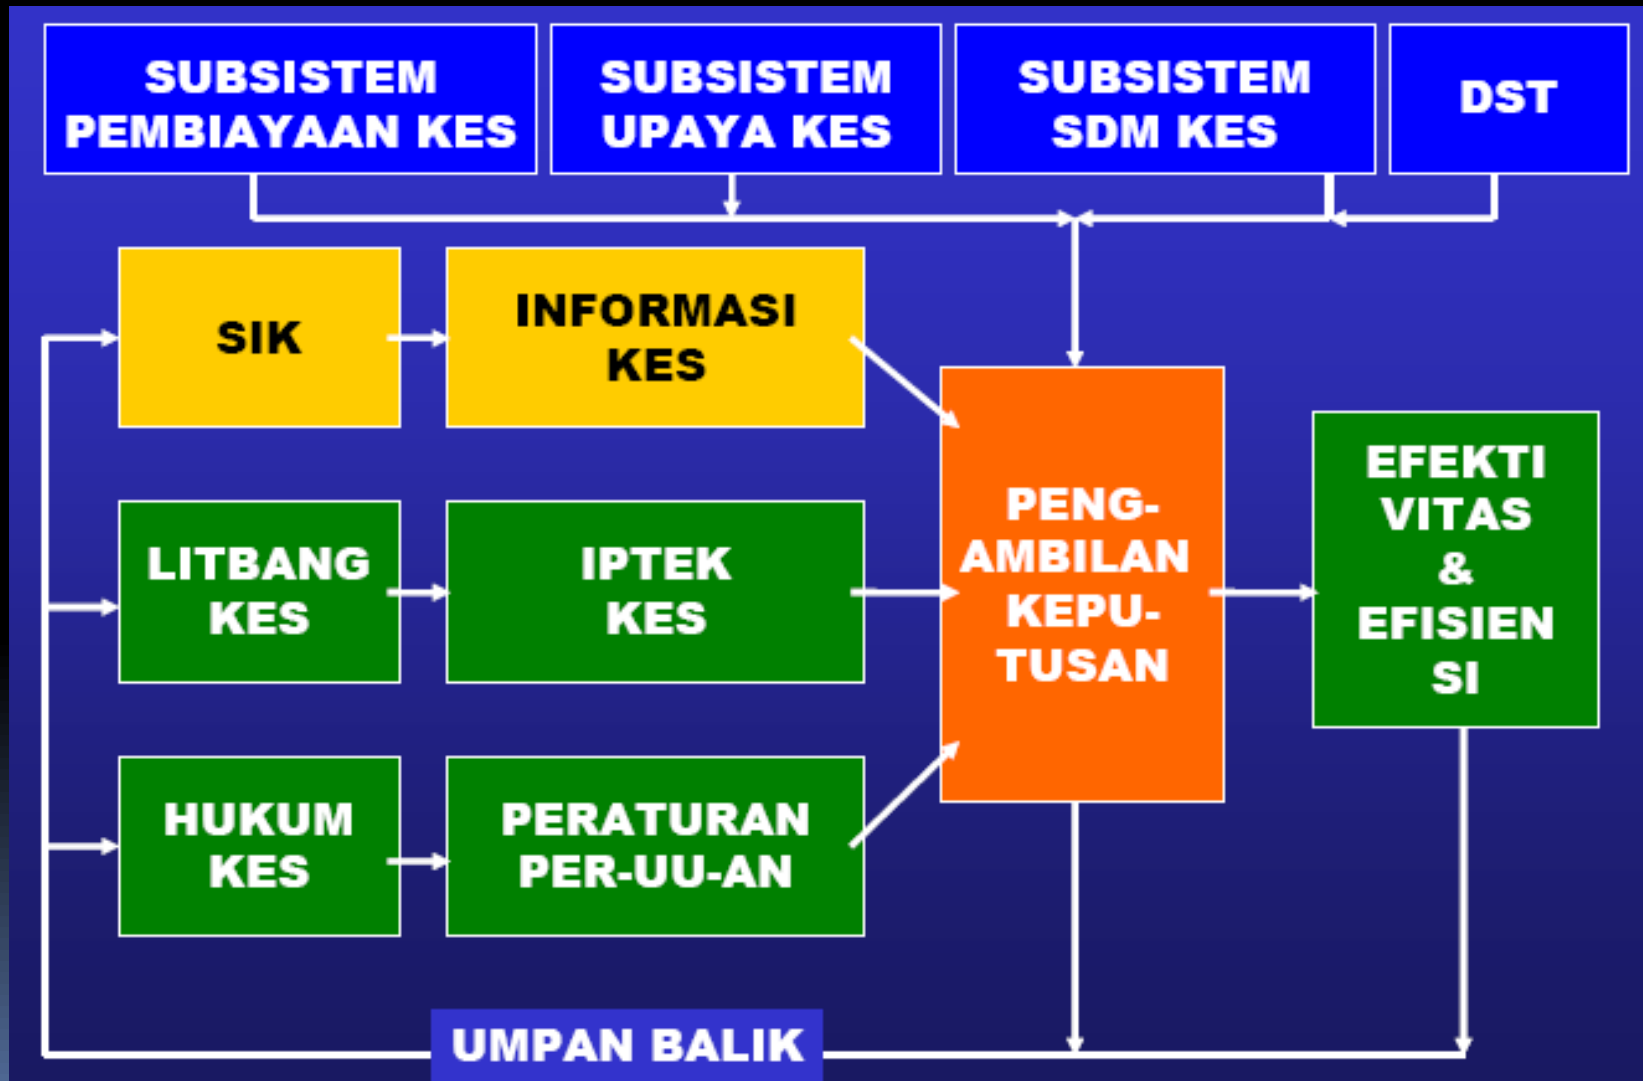 SUBSISTEM
PEMBIAYAAN KES
SUBSISTEM
UPAYA KES
SUBSISTEM
SDM KES
DST
SIK
INFORMASI
KES
LITBANG
KES
IPTEK
KES
HUKUM
KES
PERATURAN
PER-UU-AN
PENG-
AMBILAN
KEPU-
TUSAN
EFEKTI
VITAS
&
EFISIEN
SI
UMPAN BALIK